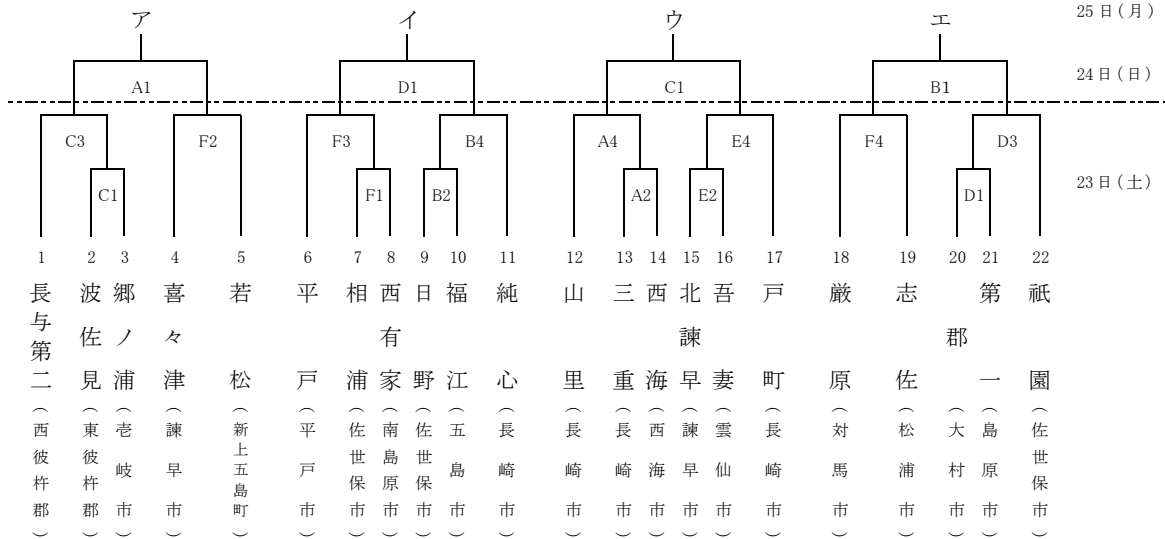 ア イ ウ エ 25日(月)
24日(日)
A1 D1 C1 B1
C3 F2 F3 B4 A4 E4 F4 D3
23日(土)
C1 F1 B2 A2 E2 D1
1 2 3 4 5 6 7 8 9 10 11 12 13 14 15 16 17 18 19 20 21 22
長与第二(西彼杵郡)
波佐見(東彼杵郡)
郷ノ浦(壱岐市)
喜々津(諫早市)
若松(新上五島町)
平戸(平戸市)
相浦(佐世保市)
西有家(南島原市)
日野(佐世保市)
福江(五島市)
純心(長崎市)
山里(長崎市)
三重(長崎市)
西海(西海市)
北諫早(諫早市)
吾妻(雲仙市)
戸町(長崎市)
厳原(対馬市)
志佐(松浦市)
郡(大村市)
第一(島原市)
祇園(佐世保市)